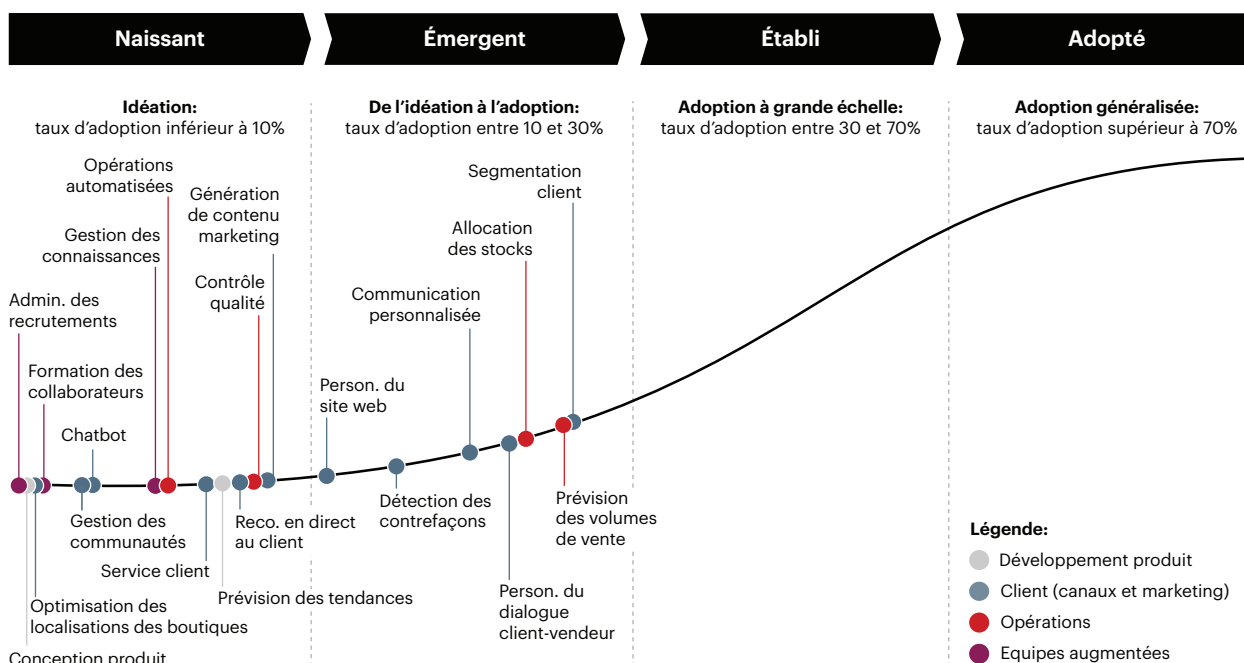 Naissant
Émergent
Établi
Adopté
Idéation:
taux d'adoption inférieur à 10%
De l'idéation à l'adoption:
taux d'adoption entre 10 et 30%
Adoption à grande échelle:
taux d'adoption entre 30 et 70%
Adoption généralisée:
taux d'adoption supérieur à 70%
Opérations
automatisées
Génération
de contenu
marketing
Gestion des
connaissances
Contrôle
qualité
Admin. des
recrutements
Formation des
collaborateurs
Chatbot
Segmentation
client
Allocation
des stocks
Communication
personnalisée
Person. du
site web
Gestion des
communautés
Service client
Reco. en direct
au client
Prévision des tendances
Optimisation des
localisations des boutiques
Conception produit
Détection des
contrefaçons
Person. du
dialogue
client-vendeur
Prévision
des volumes
de vente
Légende:
Développement produit
Client (canaux et marketing)
Opérations
Equipes augmentées